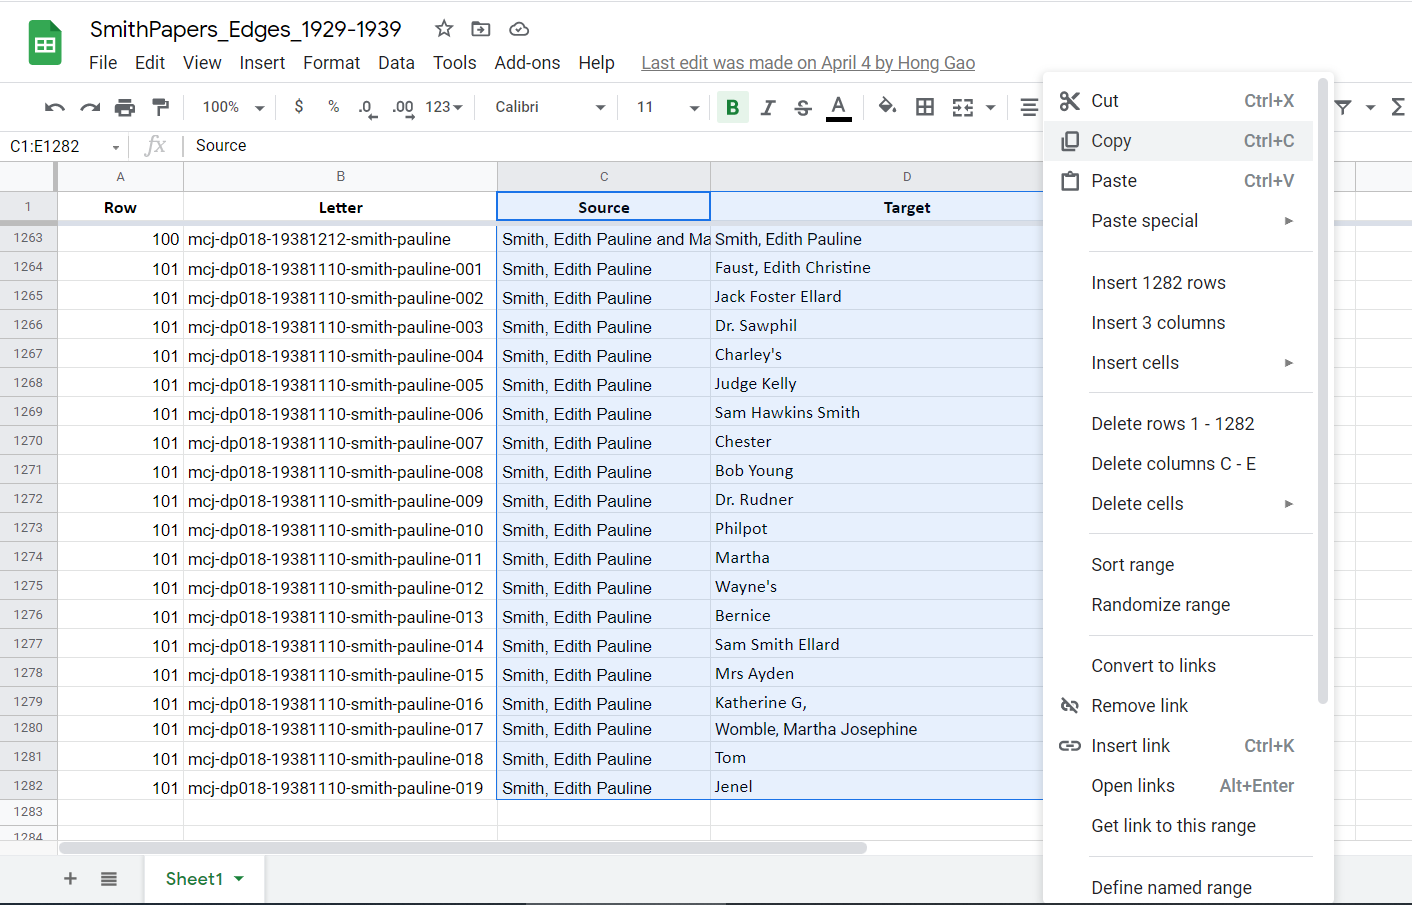 SmithPapers_Edges_1929-1939
File Edit View Insert Format Data Tools Add-ons Help Last edit was made on April 4 by Hong Gao
100% $ % .0 .00 123 Calibri 11 B I S A Σ
C1:E1282 fx Source
A B C D
1 Row Letter Source Target
1263 100 mcj-dp018-19381212-smith-pauline Smith, Edith Pauline and Ma Smith, Edith Pauline
1264 101 mcj-dp018-19381110-smith-pauline-001 Smith, Edith Pauline Faust, Edith Christine
1265 101 mcj-dp018-19381110-smith-pauline-002 Smith, Edith Pauline Jack Foster Ellard
1266 101 mcj-dp018-19381110-smith-pauline-003 Smith, Edith Pauline Dr. Sawphil
1267 101 mcj-dp018-19381110-smith-pauline-004 Smith, Edith Pauline Charley's
1268 101 mcj-dp018-19381110-smith-pauline-005 Smith, Edith Pauline Judge Kelly
1269 101 mcj-dp018-19381110-smith-pauline-006 Smith, Edith Pauline Sam Hawkins Smith
1270 101 mcj-dp018-19381110-smith-pauline-007 Smith, Edith Pauline Chester
1271 101 mcj-dp018-19381110-smith-pauline-008 Smith, Edith Pauline Bob Young
1272 101 mcj-dp018-19381110-smith-pauline-009 Smith, Edith Pauline Dr. Rudner
1273 101 mcj-dp018-19381110-smith-pauline-010 Smith, Edith Pauline Philpot
1274 101 mcj-dp018-19381110-smith-pauline-011 Smith, Edith Pauline Martha
1275 101 mcj-dp018-19381110-smith-pauline-012 Smith, Edith Pauline Wayne's
1276 101 mcj-dp018-19381110-smith-pauline-013 Smith, Edith Pauline Bernice
1277 101 mcj-dp018-19381110-smith-pauline-014 Smith, Edith Pauline Sam Smith Ellard
1278 101 mcj-dp018-19381110-smith-pauline-015 Smith, Edith Pauline Mrs Ayden
1279 101 mcj-dp018-19381110-smith-pauline-016 Smith, Edith Pauline Katherine G,
1280 101 mcj-dp018-19381110-smith-pauline-017 Smith, Edith Pauline Womble, Martha Josephine
1281 101 mcj-dp018-19381110-smith-pauline-018 Smith, Edith Pauline Tom
1282 101 mcj-dp018-19381110-smith-pauline-019 Smith, Edith Pauline Jenel
1283
1284
Sheet1
Cut Ctrl+X
Copy Ctrl+C
Paste Ctrl+V
Paste special
Insert 1282 rows
Insert 3 columns
Insert cells
Delete rows 1 - 1282
Delete columns C - E
Delete cells
Sort range
Randomize range
Convert to links
Remove link
Insert link Ctrl+K
Open links Alt+Enter
Get link to this range
Define named range